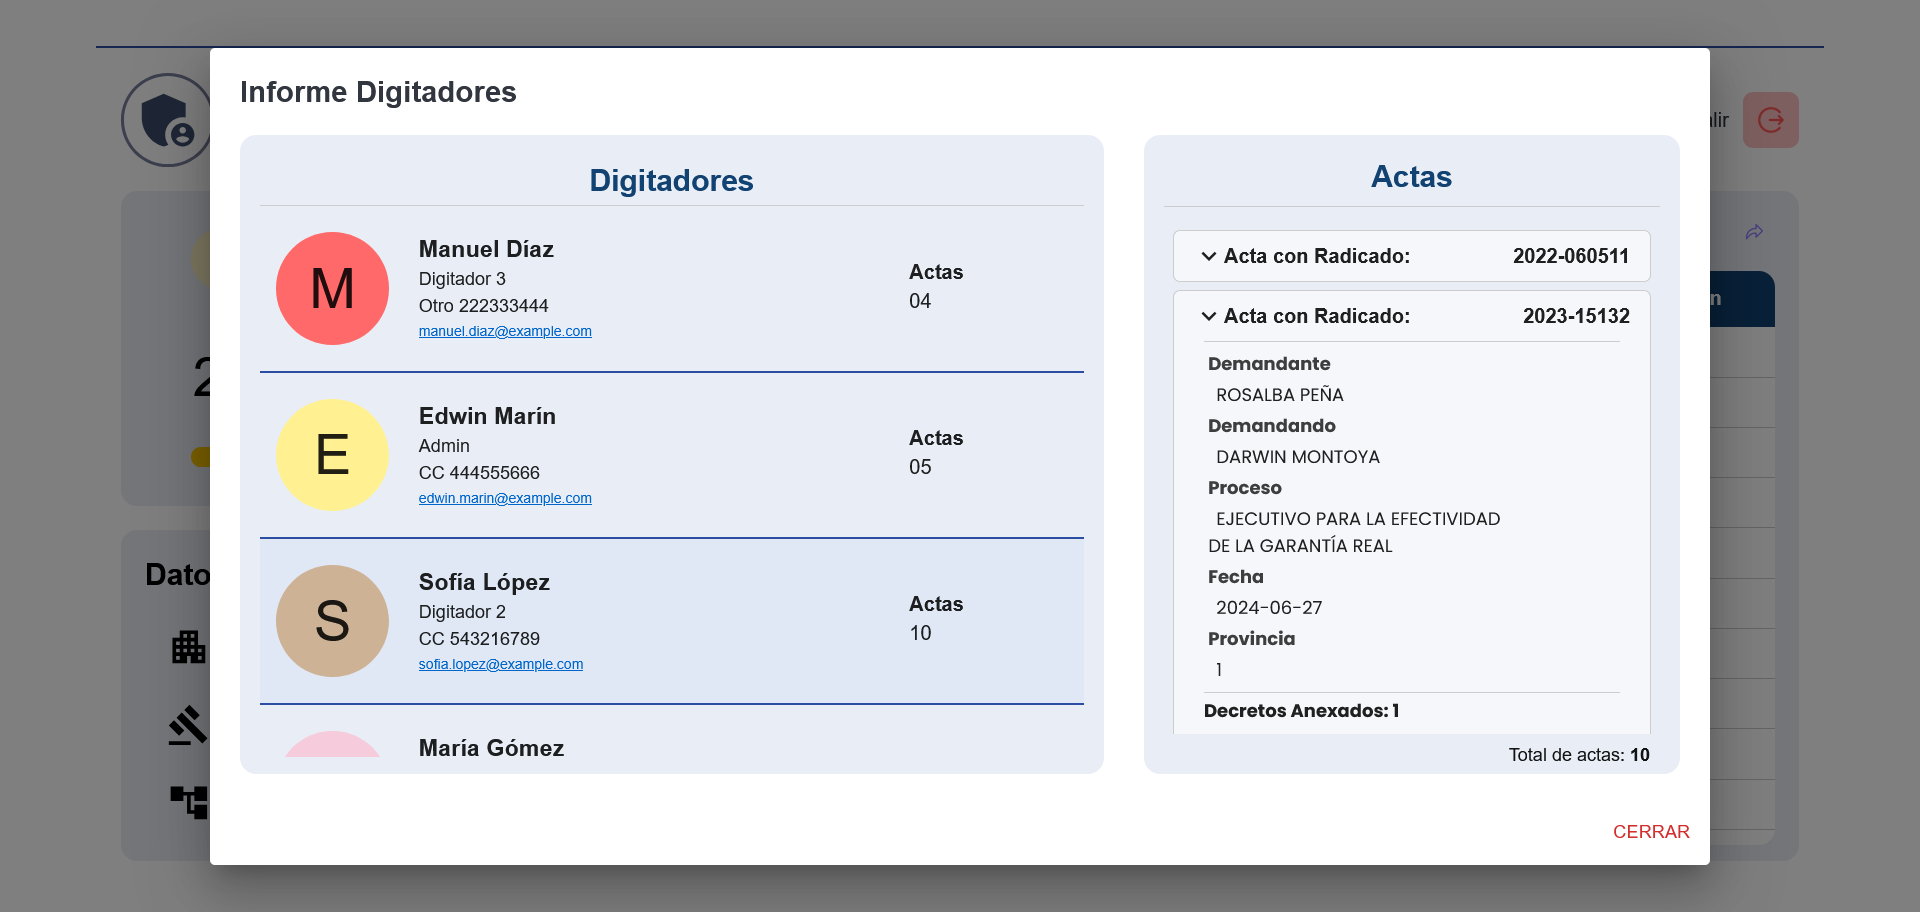 Informe Digitadores
Digitadores
M
Manuel Díaz
Digitador 3
Otro 222333444
manuel.diaz@example.com
Actas
04
E
Edwin Marín
Admin
CC 444555666
edwin.marin@example.com
Actas
05
S
Sofía López
Digitador 2
CC 543216789
sofia.lopez@example.com
Actas
10
María Gómez
Actas
Acta con Radicado: 2022-060511
Acta con Radicado: 2023-15132
Demandante
ROSALBA PEÑA
Demandando
DARWIN MONTOYA
Proceso
EJECUTIVO PARA LA EFECTIVIDAD
DE LA GARANTÍA REAL
Fecha
2024-06-27
Provincia
1
Decretos Anexados: 1
Total de actas: 10
CERRAR
2
Dato